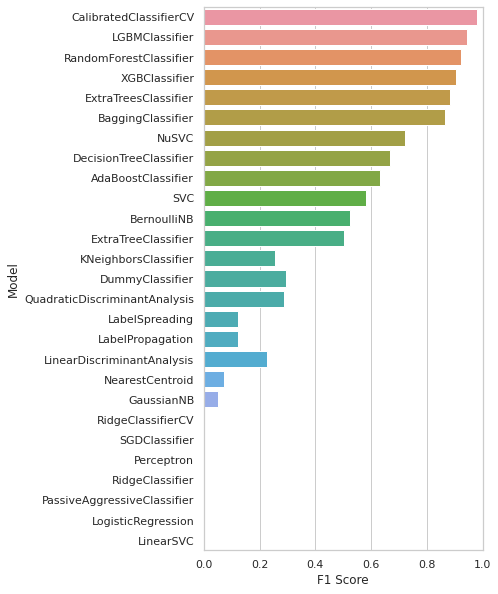 CalibratedClassifierCV
LGBMClassifier
RandomForestClassifier
XGBClassifier
ExtraTreesClassifier
BaggingClassifier
NuSVC
DecisionTreeClassifier
AdaBoostClassifier
SVC
BernoulliNB
ExtraTreeClassifier
KNeighborsClassifier
DummyClassifier
QuadraticDiscriminantAnalysis
LabelSpreading
LabelPropagation
LinearDiscriminantAnalysis
NearestCentroid
GaussianNB
RidgeClassifierCV
SGDClassifier
Perceptron
RidgeClassifier
PassiveAggressiveClassifier
LogisticRegression
LinearSVC
Model
0.0 0.2 0.4 0.6 0.8 1.0
F1 Score